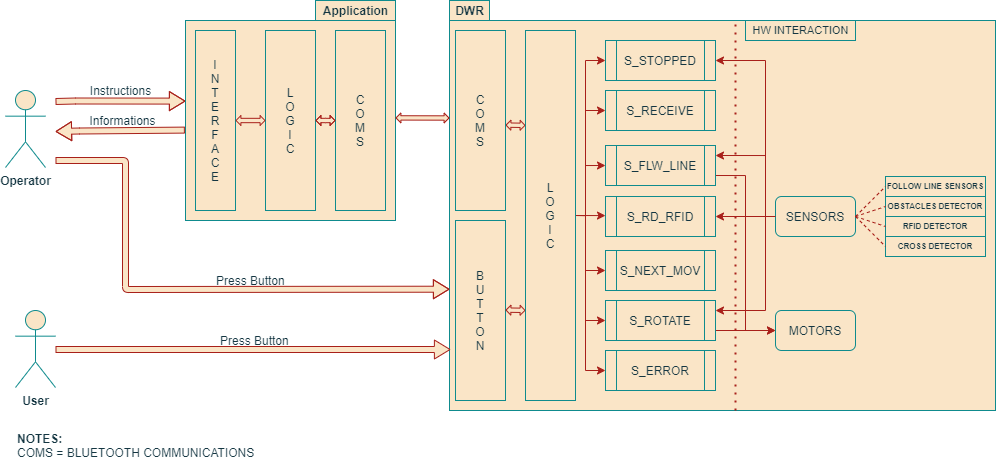 Application
DWR
HW INTERACTION
Instructions
Informations
Operator
INTERFACE
LOGIC
COMS
COMS
LOGIC
BUTTON
S_STOPPED
S_RECEIVE
S_FLW_LINE
S_RD_RFID
S_NEXT_MOV
S_ROTATE
S_ERROR
SENSORS
MOTORS
FOLLOW LINE SENSORS
OBSTACLES DETECTOR
RFID DETECTOR
CROSS DETECTOR
Press Button
Press Button
User
NOTES:
COMS = BLUETOOTH COMMUNICATIONS